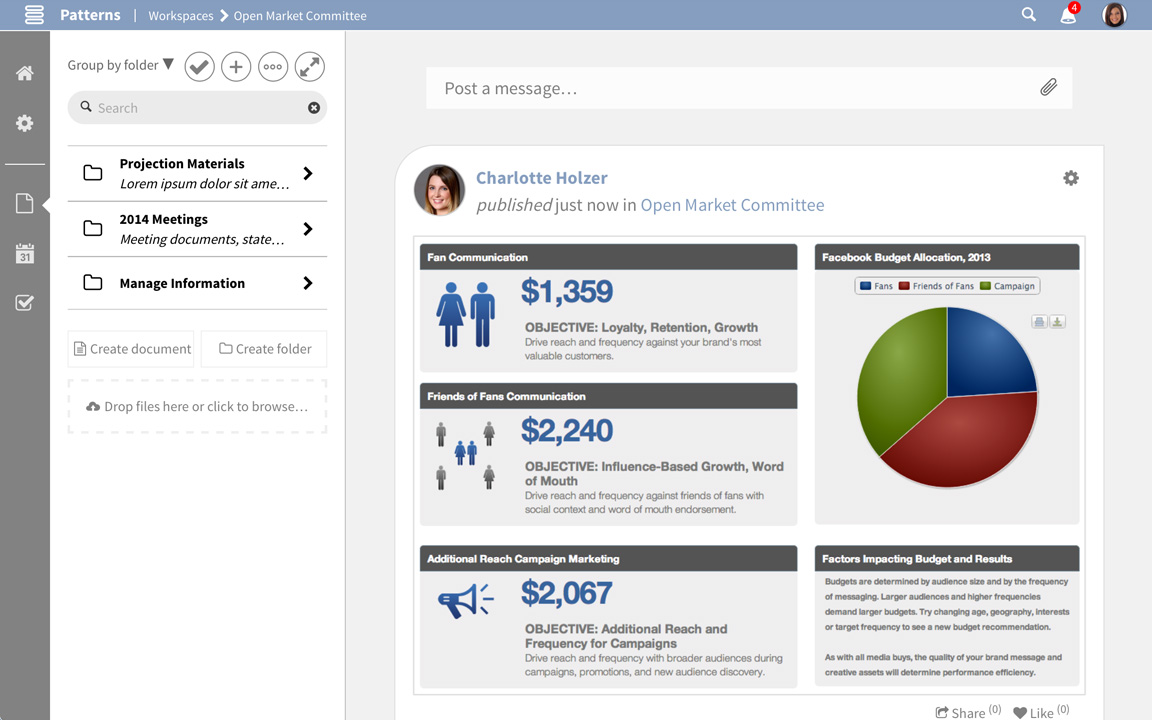 Patterns | Workspaces > Open Market Committee
4
Group by folder ▼
Search
Projection Materials
Lorem ipsum dolor sit ame…
2014 Meetings
Meeting documents, state…
Manage Information
31
Create document
Create folder
Drop files here or click to browse…
Post a message…
Charlotte Holzer
published just now in Open Market Committee
Fan Communication
$1,359
OBJECTIVE: Loyalty, Retention, Growth
Drive reach and frequency against your brand's most
valuable customers.
Friends of Fans Communication
$2,240
OBJECTIVE: Influence-Based Growth, Word
of Mouth
Drive reach and frequency against friends of fans with
social context and word of mouth endorsement.
Additional Reach Campaign Marketing
$2,067
OBJECTIVE: Additional Reach and
Frequency for Campaigns
Drive reach and frequency with broader audiences during
campaigns, promotions, and new audience discovery.
Facebook Budget Allocation, 2013
Fans Friends of Fans Campaign
Factors Impacting Budget and Results
Budgets are determined by audience size and by the frequency
of messaging. Larger audiences and higher frequencies
demand larger budgets. Try changing age, geography, interests
or target frequency to see a new budget recommendation.
As with all media buys, the quality of your brand message and
creative assets will determine performance efficiency.
Share (0) Like (0)